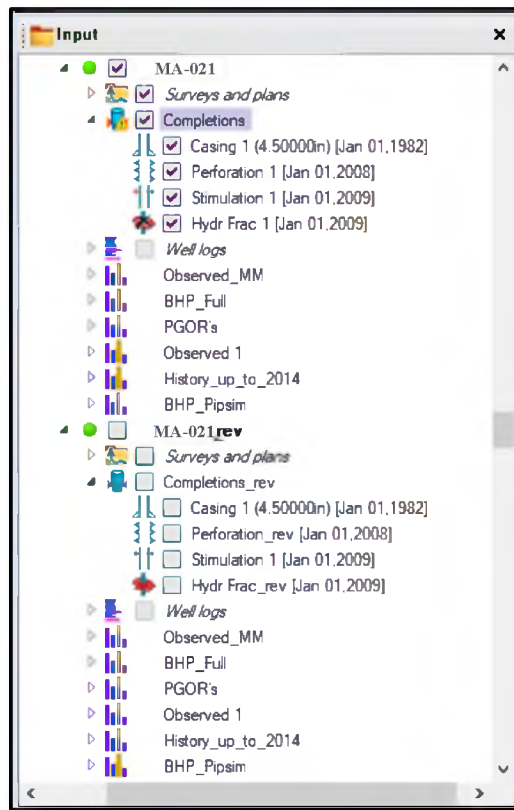 Input
MA-021
Surveys and plans
Completions
Casing 1 (4.50000in) [Jan 01,1982]
Perforation 1 [Jan 01,2008]
Stimulation 1 [Jan 01,2009]
Hydr Frac 1 [Jan 01,2009]
Well logs
Observed_MM
BHP_Full
PGOR's
Observed 1
History_up_to_2014
BHP_Pipsim
MA-021_rev
Surveys and plans
Completions_rev
Casing 1 (4.50000in) [Jan 01,1982]
Perforation_rev [Jan 01,2008]
Stimulation 1 [Jan 01,2009]
Hydr Frac_rev [Jan 01,2009]
Well logs
Observed_MM
BHP_Full
PGOR's
Observed 1
History_up_to_2014
BHP_Pipsim